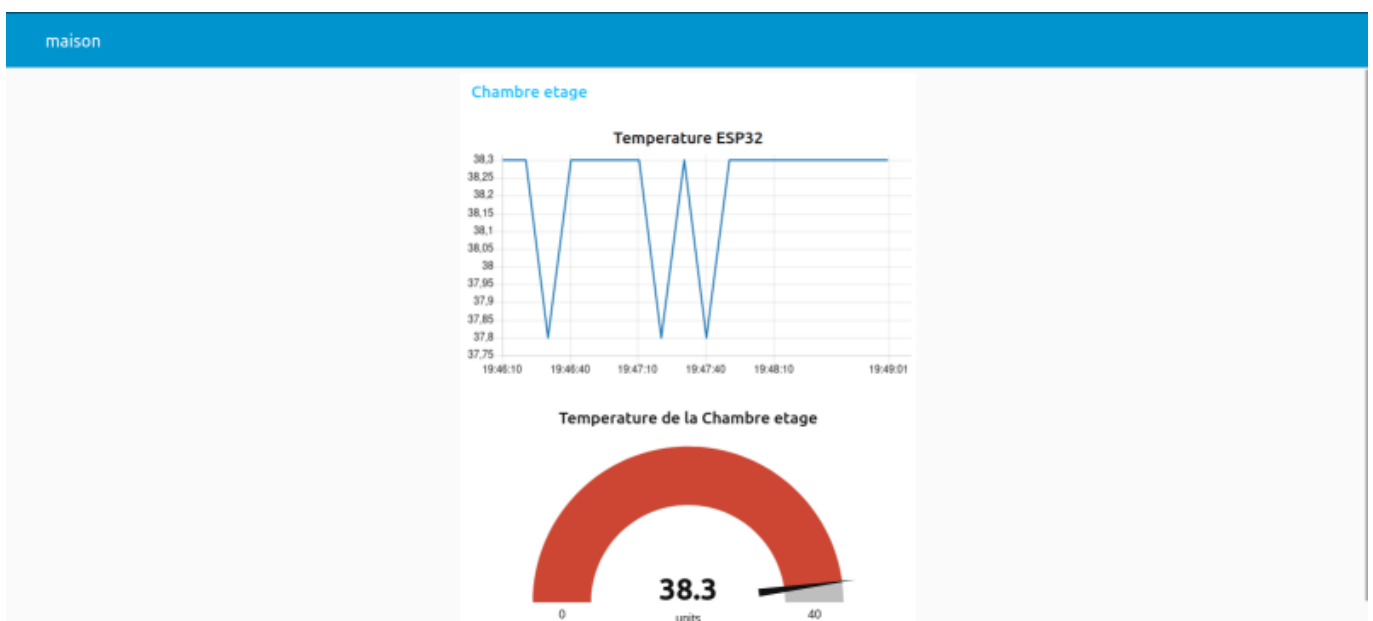 maison
Chambre etage
Temperature ESP32
38,3
38,25
38,2
38,15
38,1
38,05
38
37,95
37,9
37,85
37,8
37,75
19:46:10 19:46:40 19:47:10 19:47:40 19:48:10 19:49:01
Temperature de la Chambre etage
38.3
0 units 40